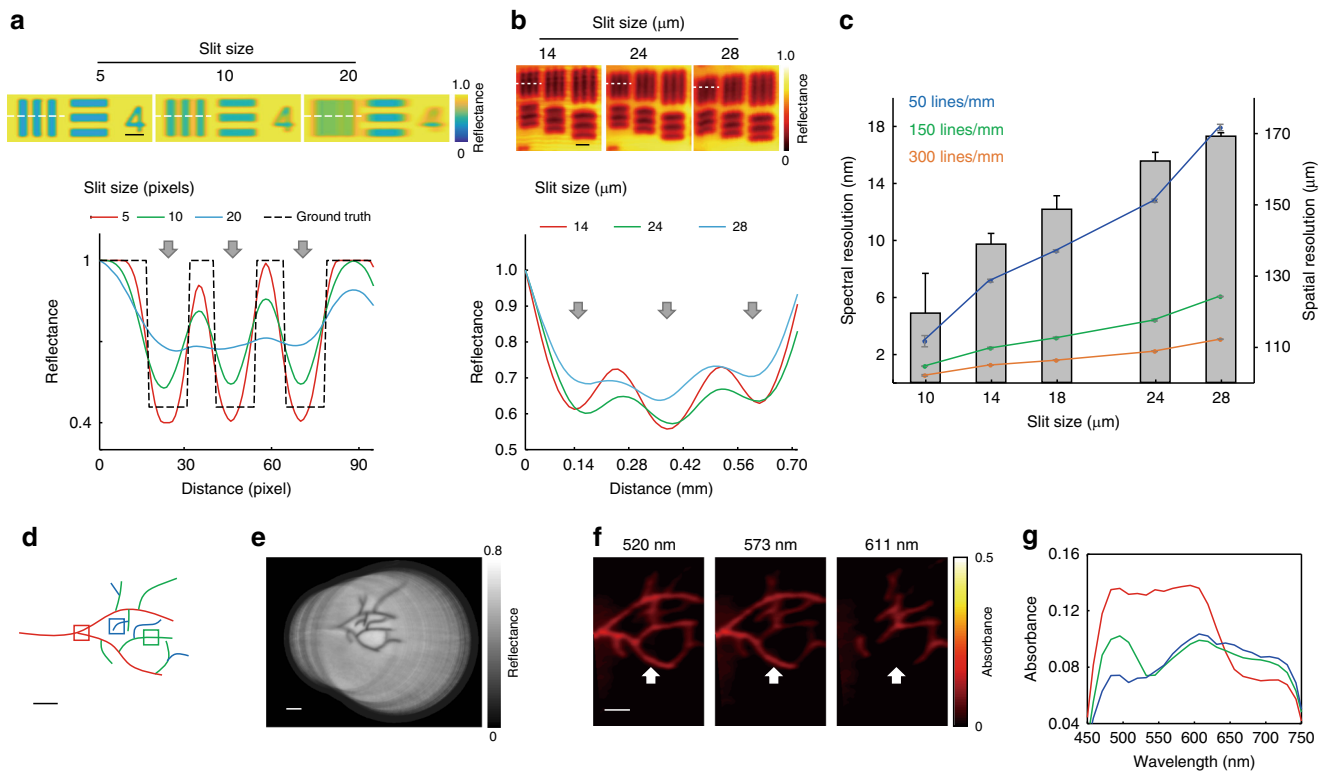 a
Slit size
5 10 20
1.0
Reflectance
0
4 4 4
Slit size (pixels)
5 10 20 Ground truth
1
0.4
Reflectance
0 30 60 90
Distance (pixel)
b
Slit size (μm)
14 24 28
1.0
Reflectance
0
Slit size (μm)
14 24 28
1.0
0.9
0.8
0.7
0.6
0.5
Reflectance
0 0.14 0.28 0.42 0.56 0.70
Distance (mm)
c
50 lines/mm
150 lines/mm
300 lines/mm
18
14
10
6
2
Spectral resolution (nm)
170
150
130
110
Spatial resolution (μm)
10 14 18 24 28
Slit size (μm)
d
e
0.8
Reflectance
0
f
520 nm 573 nm 611 nm
0.5
Absorbance
0
g
0.16
0.12
0.08
0.04
Absorbance
450 500 550 600 650 700 750
Wavelength (nm)